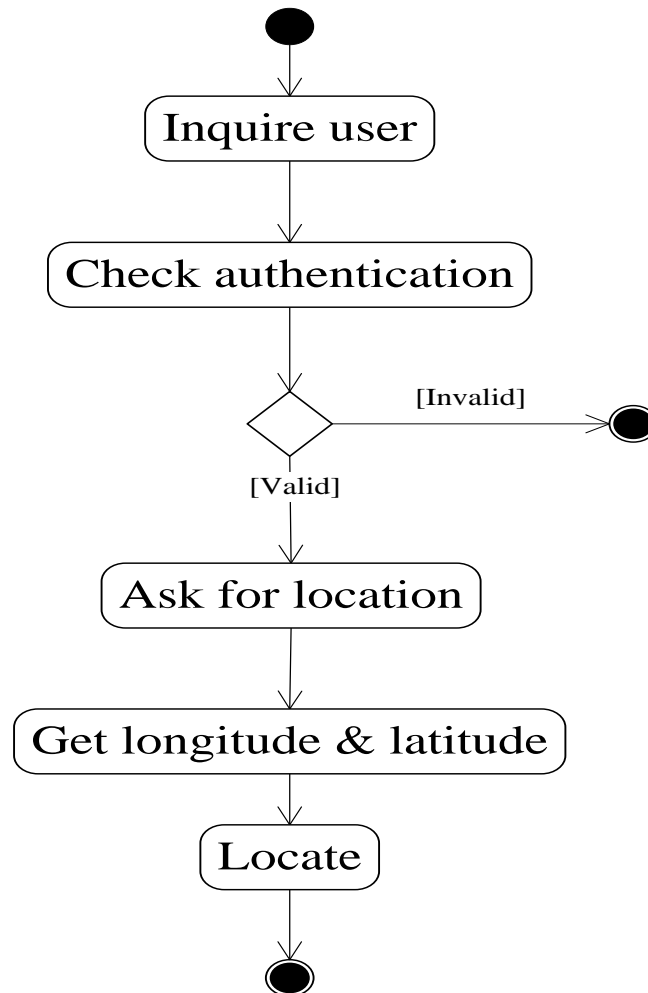 Inquire user
Check authentication
[Invalid]
[Valid]
Ask for location
Get longitude & latitude
Locate